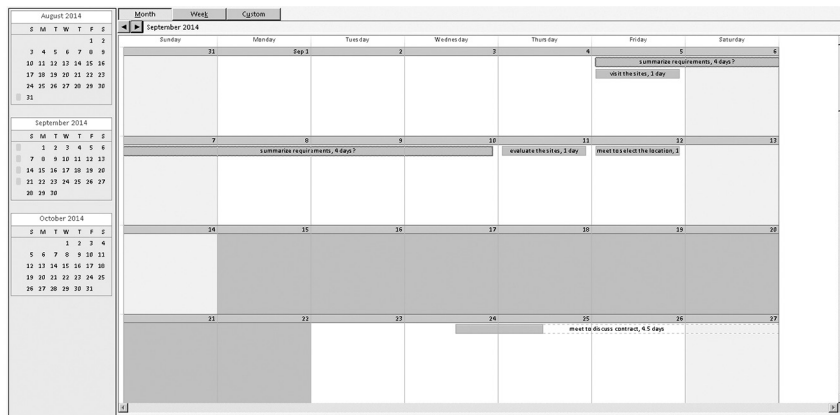 August 2014
S M T W T F S
1 2
3 4 5 6 7 8 9
10 11 12 13 14 15 16
17 18 19 20 21 22 23
24 25 26 27 28 29 30
31
September 2014
S M T W T F S
1 2 3 4 5 6
7 8 9 10 11 12 13
14 15 16 17 18 19 20
21 22 23 24 25 26 27
28 29 30
October 2014
S M T W T F S
1 2 3 4
5 6 7 8 9 10 11
12 13 14 15 16 17 18
19 20 21 22 23 24 25
26 27 28 29 30 31
Month Week Custom
September 2014
Sunday Monday Tuesday Wednesday Thursday Friday Saturday
31 Sep 1 2 3 4 5 6
summarize requirements, 4 days?
visit the sites, 1 day
7 8 9 10 11 12 13
summarize requirements, 4 days? evaluate the sites, 1 day meet to select the location, 1
14 15 16 17 18 19 20
21 22 23 24 25 26 27
meet to discuss contract, 4.5 days